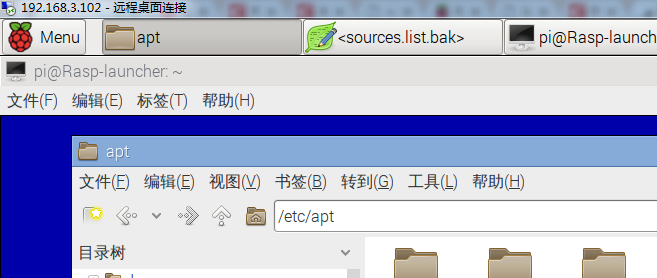 192.168.3.102 - 远程桌面连接
Menu apt <sources.list.bak> pi@Rasp-launch
pi@Rasp-launcher: ~
文件(F) 编辑(E) 标签(T) 帮助(H)
apt
文件(F) 编辑(E) 视图(V) 书签(B) 转到(G) 工具(L) 帮助(H)
/etc/apt
目录树